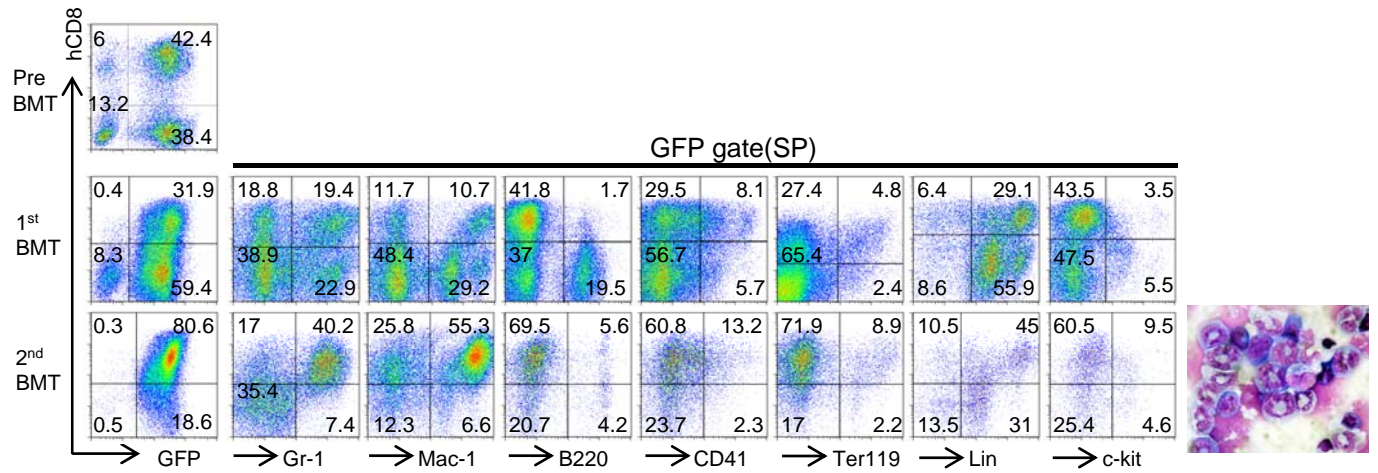 hCD8
6 42.4
Pre
BMT
13.2
38.4
GFP gate(SP)
0.4 31.9 18.8 19.4 11.7 10.7 41.8 1.7 29.5 8.1 27.4 4.8 6.4 29.1 43.5 3.5
1st
BMT
8.3 38.9 48.4 37 56.7 65.4 47.5
59.4 22.9 29.2 19.5 5.7 2.4 8.6 55.9 5.5
0.3 80.6 17 40.2 25.8 55.3 69.5 5.6 60.8 13.2 71.9 8.9 10.5 45 60.5 9.5
2nd
BMT
35.4
0.5 18.6 7.4 12.3 6.6 20.7 4.2 23.7 2.3 17 2.2 13.5 31 25.4 4.6
GFP Gr-1 Mac-1 B220 CD41 Ter119 Lin c-kit